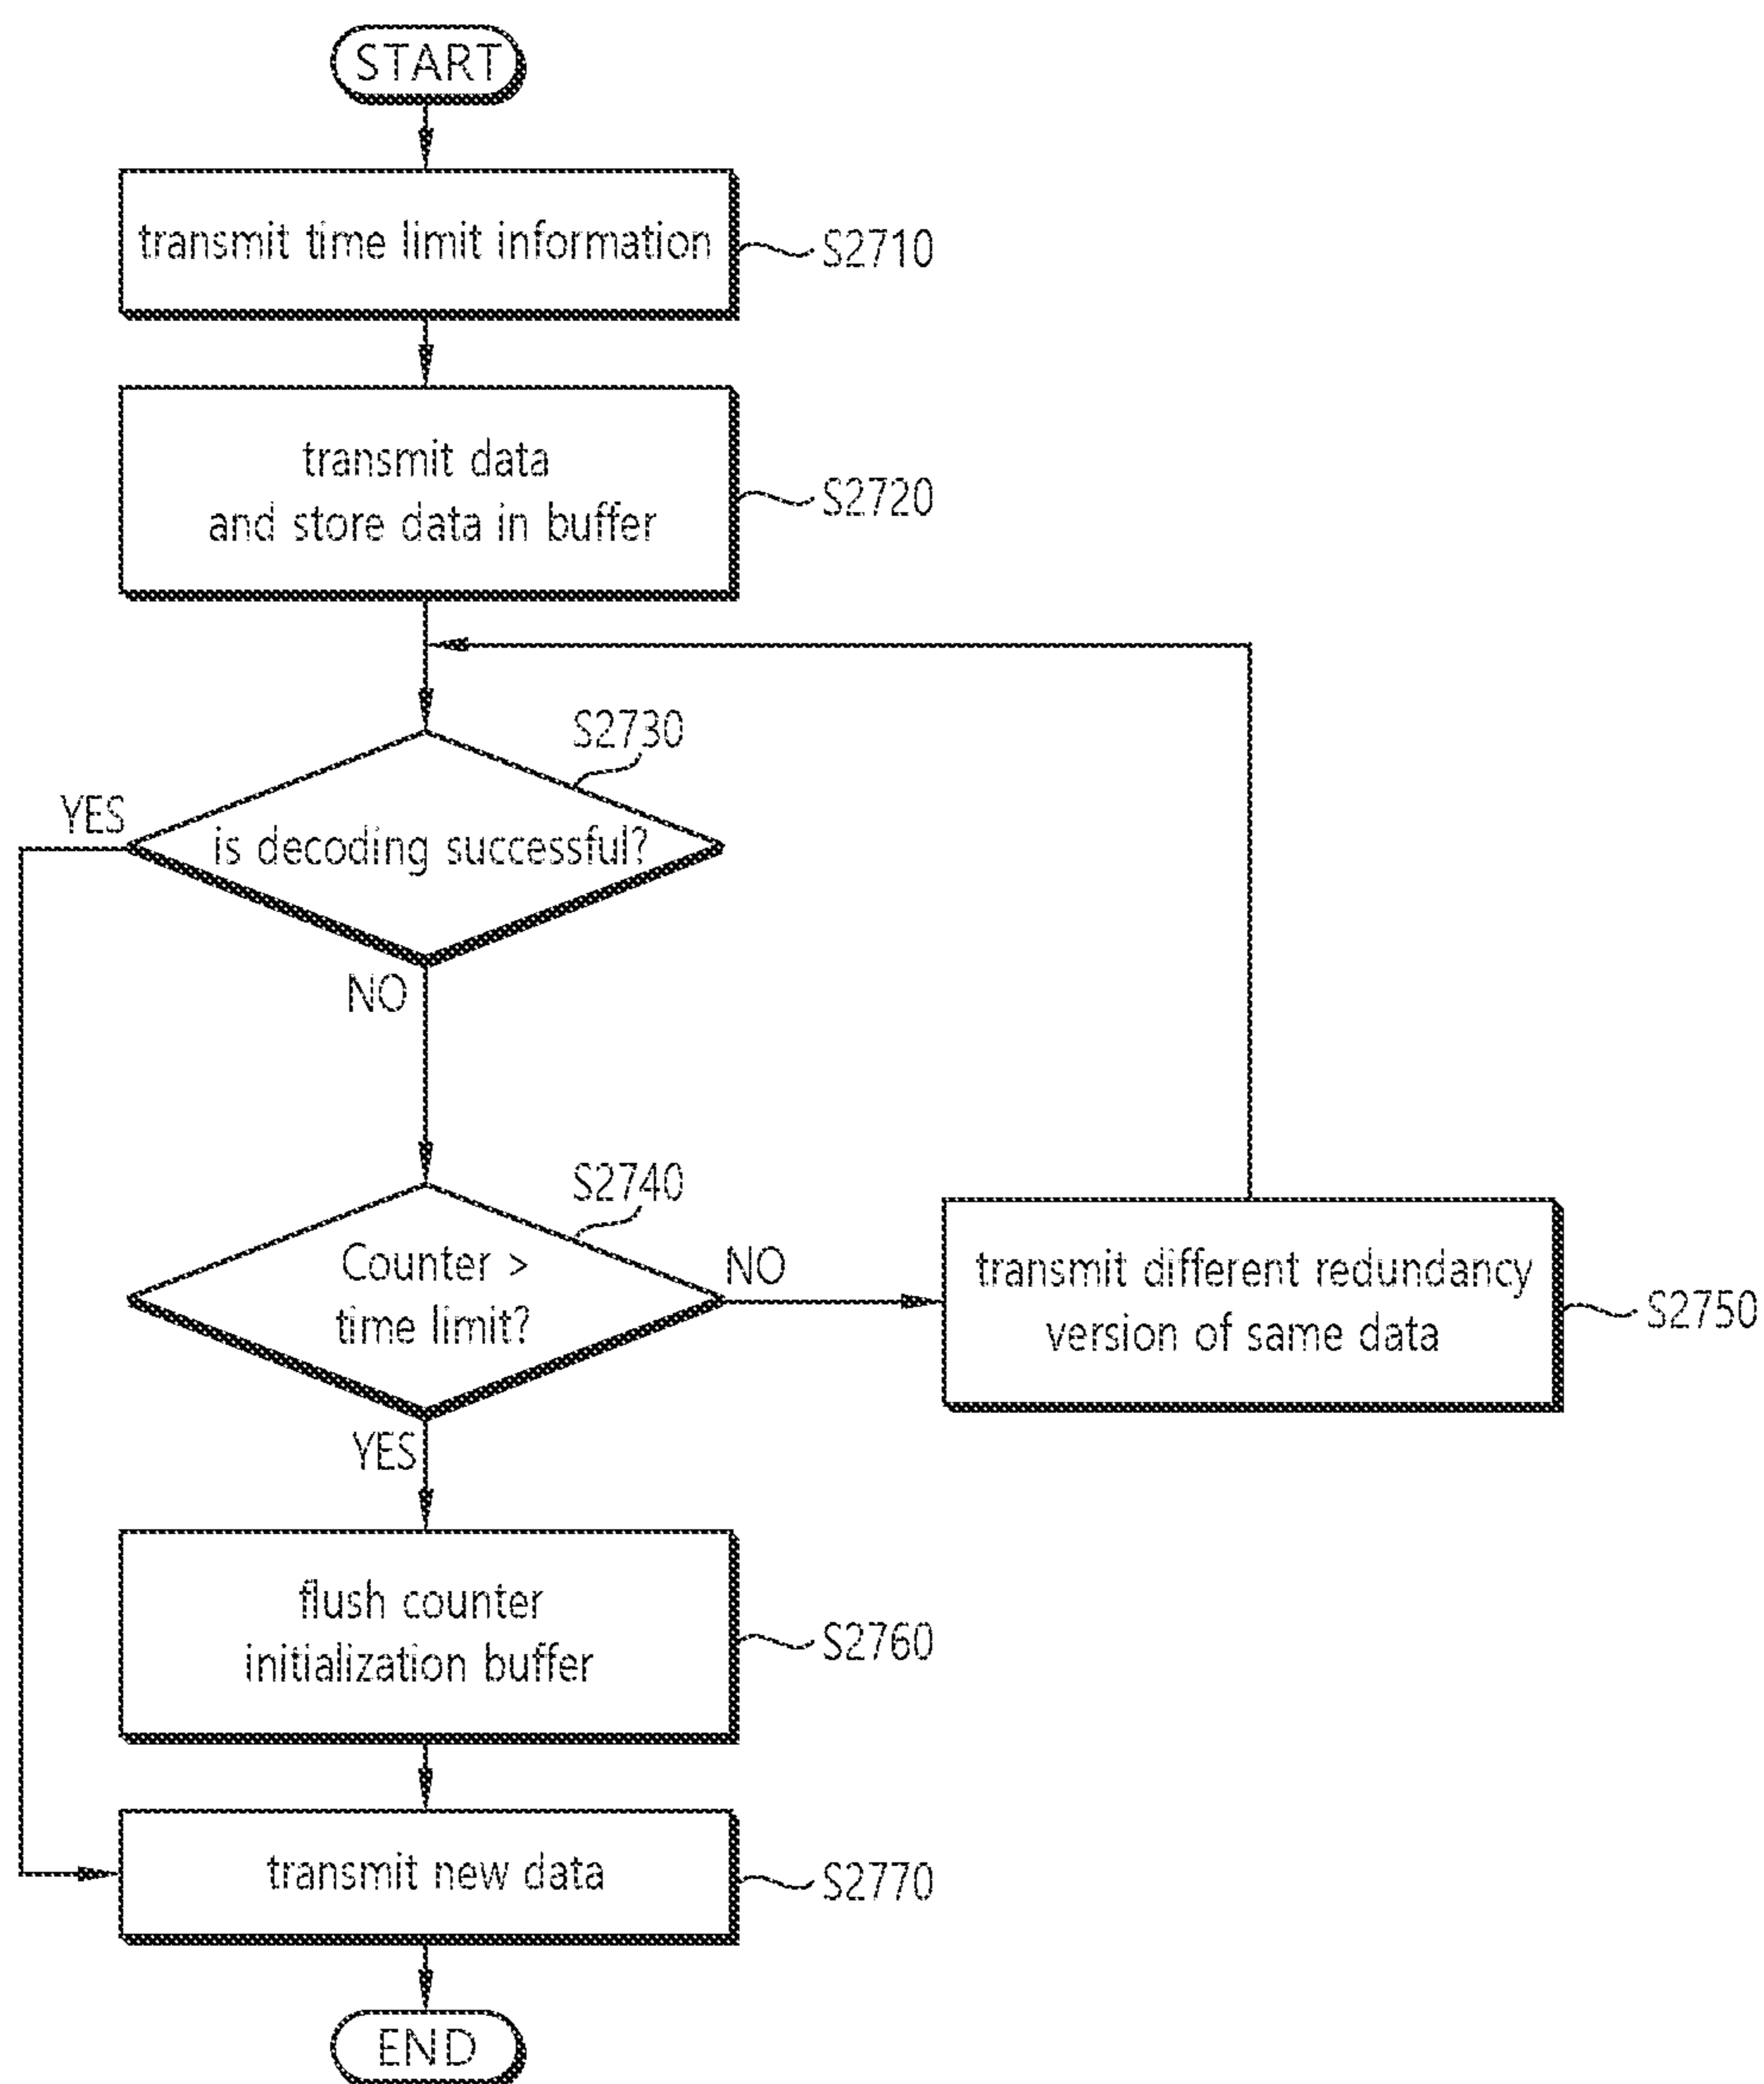 START
transmit time limit information
S2710
transmit data
and store data in buffer
S2720
S2730
YES
is decoding successful?
NO
S2740
Counter >
time limit?
NO
transmit different redundancy
version of same data
S2750
YES
flush counter
initialization buffer
S2760
transmit new data
S2770
END